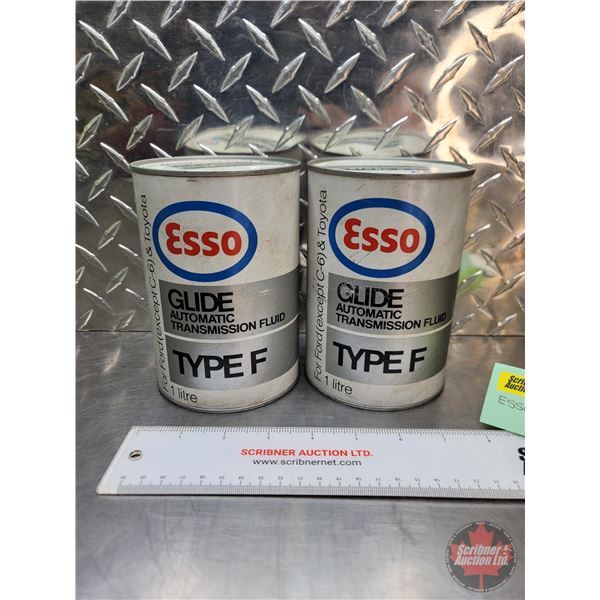 Esso
GLIDE
AUTOMATIC
TRANSMISSION FLUID
TYPE F
1 litre
For Ford (except C-6) & Toyota
Esso
GLIDE
AUTOMATIC
TRANSMISSION FLUID
TYPE F
1 litre
For Ford (except C-6) & Toyota
SCRIBNER AUCTION LTD.
www.scribnernet.com
Scribner
Auction Ltd.